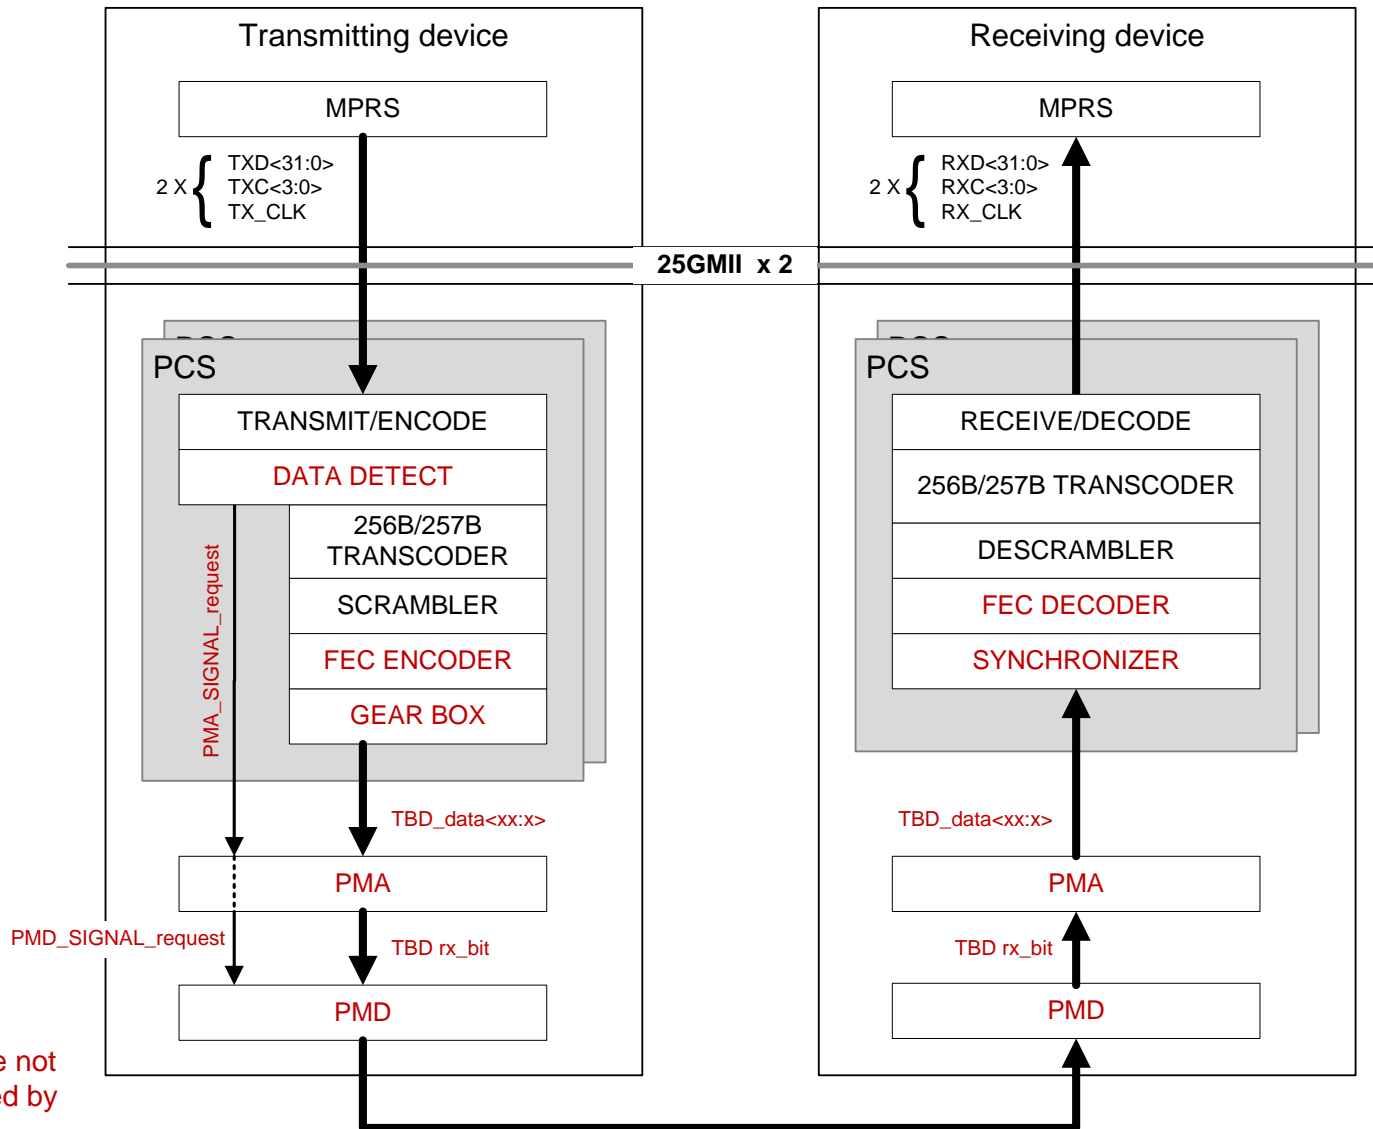 Transmitting device
MPRS
2 X { TXD<31:0>
TXC<3:0>
TX_CLK
25GMII x 2
PCS
TRANSMIT/ENCODE
DATA DETECT
256B/257B
TRANSCODER
SCRAMBLER
FEC ENCODER
GEAR BOX
PMA_SIGNAL_request
TBD_data<xx:x>
PMA
PMD_SIGNAL_request
TBD rx_bit
PMD
Receiving device
MPRS
2 X { RXD<31:0>
RXC<3:0>
RX_CLK
PCS
RECEIVE/DECODE
256B/257B TRANSCODER
DESCRAMBLER
FEC DECODER
SYNCHRONIZER
TBD_data<xx:x>
PMA
TBD rx_bit
PMD
not
by